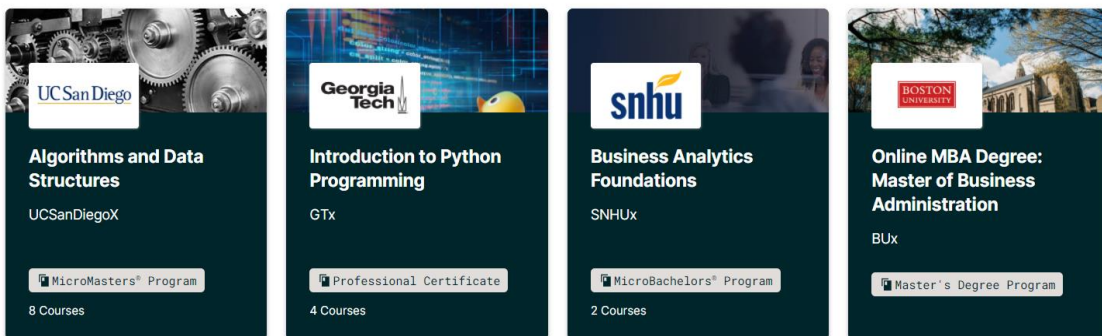 UC San Diego
Algorithms and Data
Structures
UCSanDiegoX
MicroMasters® Program
8 Courses
Georgia
Tech
Introduction to Python
Programming
GTx
Professional Certificate
4 Courses
snhu
Business Analytics
Foundations
SNHUx
MicroBachelors® Program
2 Courses
BOSTON
UNIVERSITY
Online MBA Degree:
Master of Business
Administration
BUx
Master's Degree Program